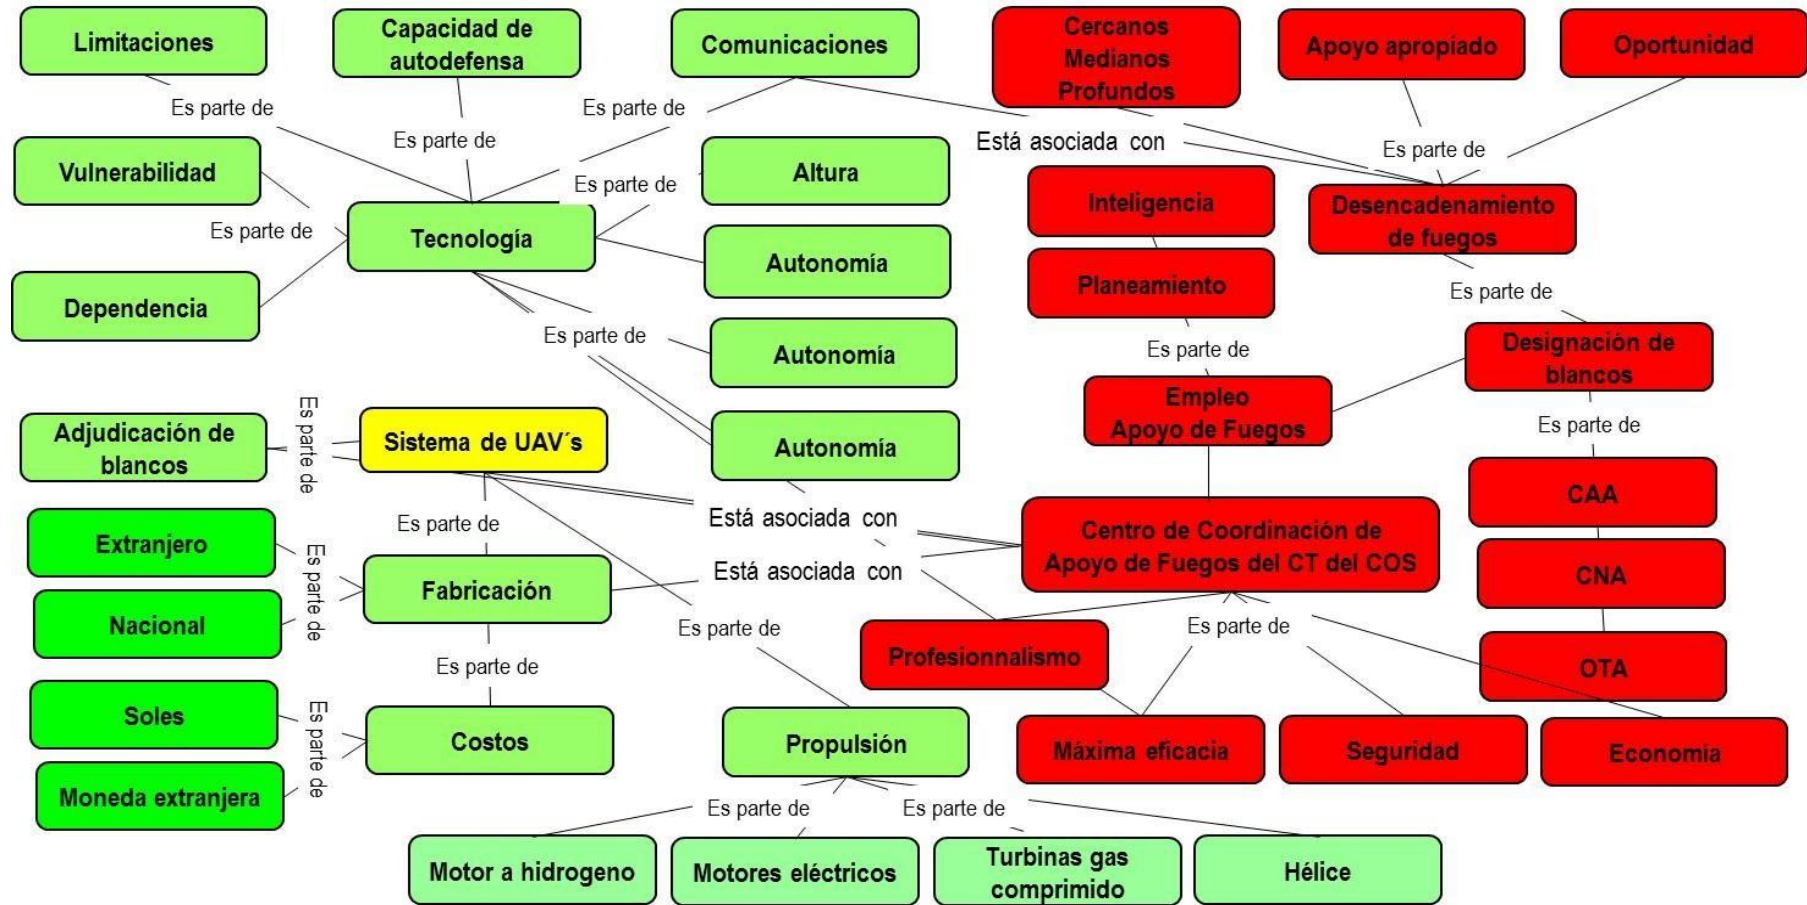 Limitaciones
Capacidad de
autodefensa
Comunicaciones
Cercanos
Medianos
Profundos
Apoyo apropiado
Oportunidad
Es parte de
Es parte de
Es parte de
Está asociada con
Es parte de
Vulnerabilidad
Es parte de
Altura
Inteligencia
Desencadenamiento
de fuegos
Es parte de
Tecnología
Autonomía
Planeamiento
Es parte de
Dependencia
Es parte de
Autonomía
Es parte de
Designación de
blancos
Empleo
Apoyo de Fuegos
Es parte de
Adjudicación de
blancos
Es parte de
Es parte de
Sistema de UAV´s
Autonomía
CAA
Es parte de
Está asociada con
Centro de Coordinación de
Apoyo de Fuegos del CT del COS
Extranjero
Es parte de
Fabricación
Está asociada con
CNA
Nacional
Es parte de
Es parte de
Profesionnalismo
OTA
Es parte de
Soles
Es parte de
Costos
Propulsión
Máxima eficacia
Seguridad
Economía
Moneda extranjera
Es parte de
Es parte de
Motor a hidrogeno
Motores eléctricos
Turbinas gas
comprimido
Hélice